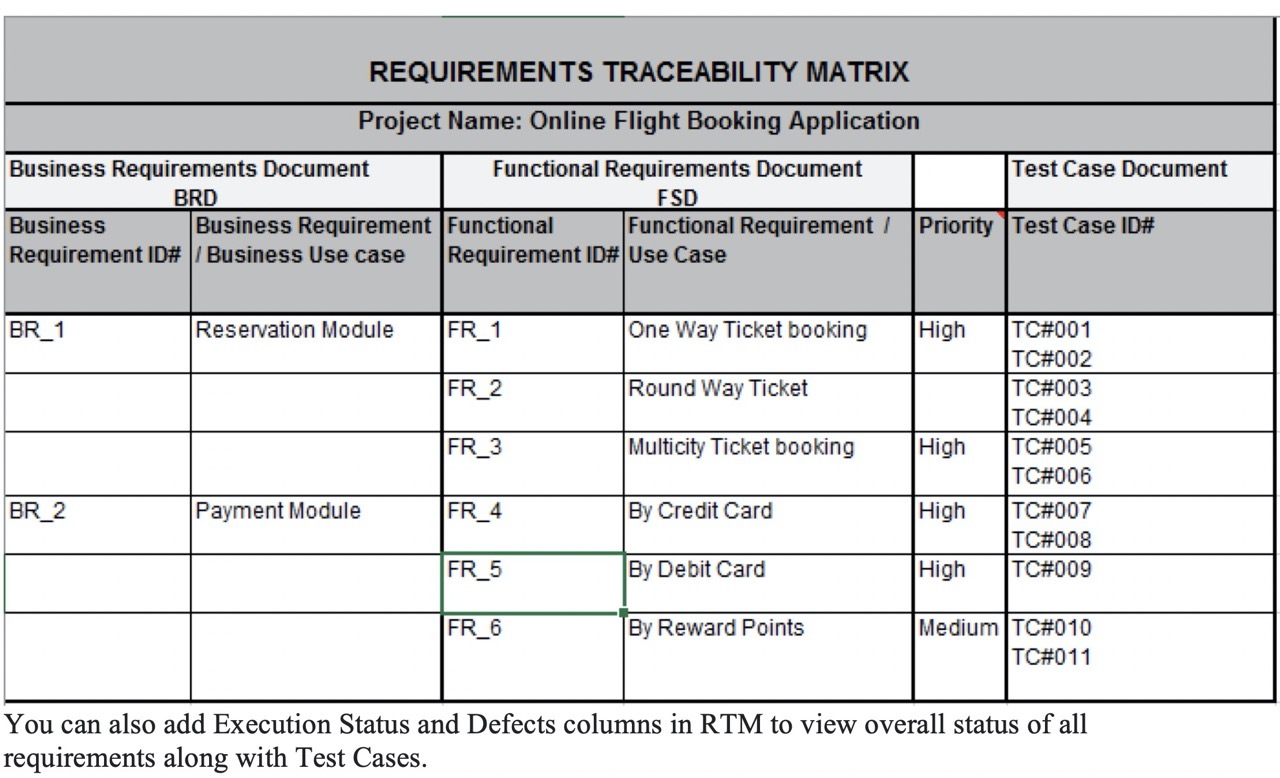 REQUIREMENTS TRACEABILITY MATRIX
Project Name: Online Flight Booking Application
Business Requirements Document
BRD
Functional Requirements Document
FSD
Test Case Document
Business
Requirement ID#
Business Requirement
/ Business Use case
Functional
Requirement ID#
Functional Requirement /
Use Case
Priority
Test Case ID#
BR_1
Reservation Module
FR_1
One Way Ticket booking
High
TC#001
TC#002
FR_2
Round Way Ticket
TC#003
TC#004
FR_3
Multicity Ticket booking
High
TC#005
TC#006
BR_2
Payment Module
FR_4
By Credit Card
High
TC#007
TC#008
FR_5
By Debit Card
High
TC#009
FR_6
By Reward Points
Medium
TC#010
TC#011
You can also add Execution Status and Defects columns in RTM to view overall status of all
requirements along with Test Cases.